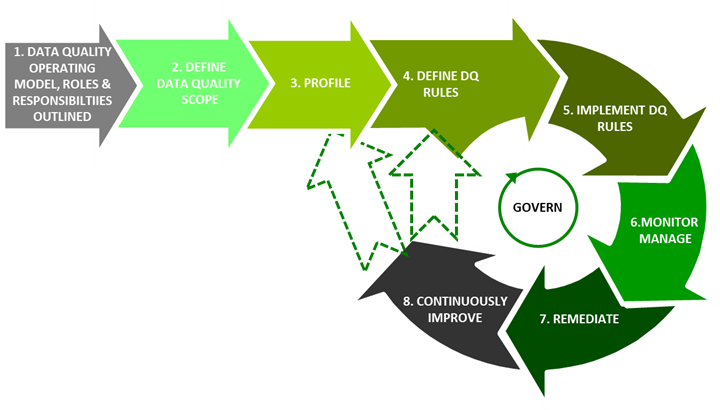 1. DATA QUALITY
OPERATING
MODEL, ROLES &
RESPONSIBILTIIES
OUTLINED
2. DEFINE
DATA QUALITY
SCOPE
3. PROFILE
4. DEFINE DQ
RULES
5. IMPLEMENT DQ
RULES
6.MONITOR
MANAGE
7. REMEDIATE
8. CONTINUOUSLY
IMPROVE
GOVERN